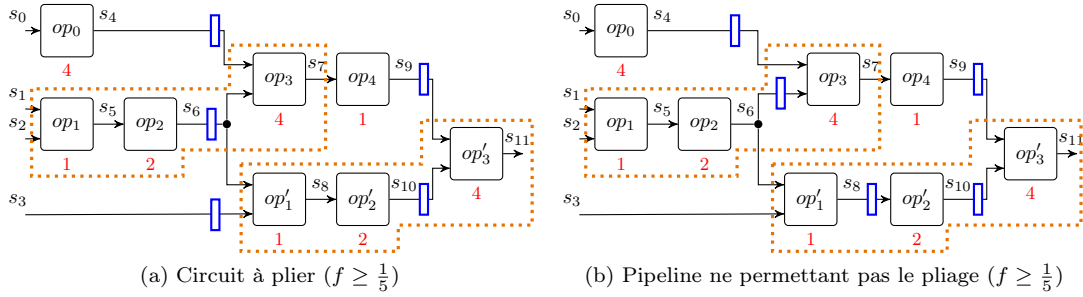 s0 op0 s4 4
op3 s7 4
op4 s9 1
s1 s2 op1 s5 1
op2 s6 2
op′3 s11 4
s3
op′1 s8 1
op′2 s10 2
(a) Circuit à plier (f ≥ 1/5)
s0 op0 s4 4
op3 s7 4
op4 s9 1
s1 s2 op1 s5 1
op2 s6 2
op′3 s11 4
s3
op′1 s8 1
op′2 s10 2
(b) Pipeline ne permettant pas le pliage (f ≥ 1/5)